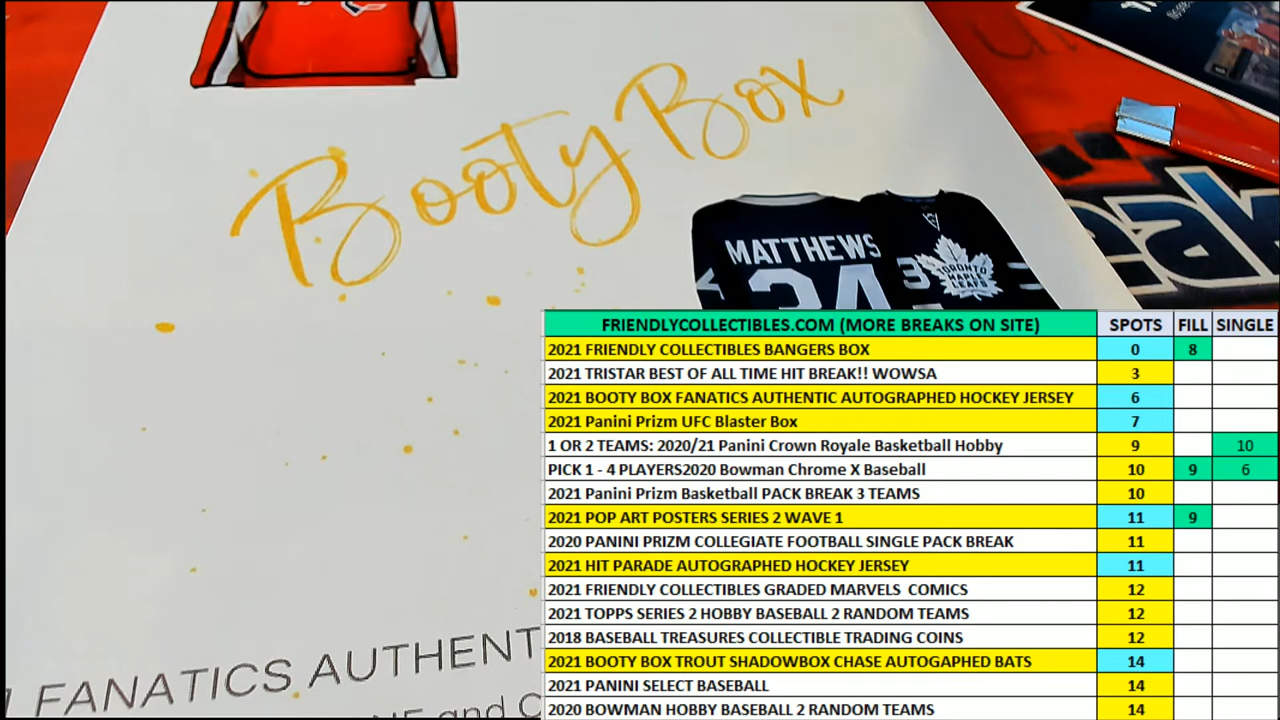 Booty Box
MATTHEWS
34
3
TORONTO
MAPLE
LEAFS
FANATICS AUTHENT
and
FRIENDLYCOLLECTIBLES.COM (MORE BREAKS ON SITE) SPOTS FILL SINGLE
2021 FRIENDLY COLLECTIBLES BANGERS BOX 0 8
2021 TRISTAR BEST OF ALL TIME HIT BREAK!! WOWSA 3
2021 BOOTY BOX FANATICS AUTHENTIC AUTOGRAPHED HOCKEY JERSEY 6
2021 Panini Prizm UFC Blaster Box 7
1 OR 2 TEAMS: 2020/21 Panini Crown Royale Basketball Hobby 9 10
PICK 1 - 4 PLAYERS2020 Bowman Chrome X Baseball 10 9 6
2021 Panini Prizm Basketball PACK BREAK 3 TEAMS 10
2021 POP ART POSTERS SERIES 2 WAVE 1 11 9
2020 PANINI PRIZM COLLEGIATE FOOTBALL SINGLE PACK BREAK 11
2021 HIT PARADE AUTOGRAPHED HOCKEY JERSEY 11
2021 FRIENDLY COLLECTIBLES GRADED MARVELS COMICS 12
2021 TOPPS SERIES 2 HOBBY BASEBALL 2 RANDOM TEAMS 12
2018 BASEBALL TREASURES COLLECTIBLE TRADING COINS 12
2021 BOOTY BOX TROUT SHADOWBOX CHASE AUTOGAPHED BATS 14
2021 PANINI SELECT BASEBALL 14
2020 BOWMAN HOBBY BASEBALL 2 RANDOM TEAMS 14